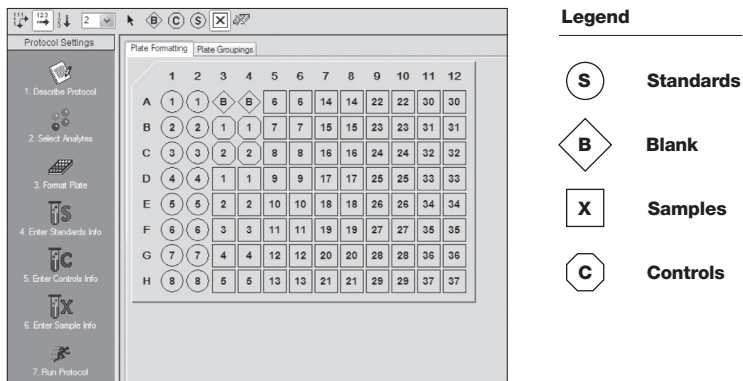 111 122 123 2 B C S X
Protocol Settings
1. Describe Protocol
2. Select Analytes
3. Format Plate
S
4. Enter Standards Info
C
5. Enter Controls Info
X
6. Enter Sample Info
7. Run Protocol
Plate Formatting Plate Groupings
1 2 3 4 5 6 7 8 9 10 11 12
A 1 1 B B 6 6 14 14 22 22 30 30
B 2 2 1 1 7 7 15 15 23 23 31 31
C 3 3 2 2 8 8 16 16 24 24 32 32
D 4 4 1 1 9 9 17 17 25 25 33 33
E 5 5 2 2 10 10 18 18 26 26 34 34
F 6 6 3 3 11 11 19 19 27 27 35 35
G 7 7 4 4 12 12 20 20 28 28 36 36
H 8 8 5 5 13 13 21 21 29 29 37 37
Legend
S Standards
B Blank
X Samples
C Controls